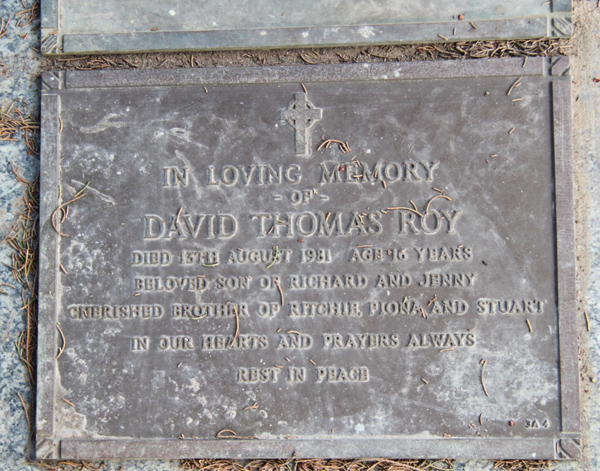 IN LOVING MEMORY
- OF -
DAVID THOMAS ROY
DIED 13TH AUGUST 1981 AGE 16 YEARS
BELOVED SON OF RICHARD AND JENNY
CHERISHED BROTHER OF RITCHIE, FIONA, AND STUART
IN OUR HEARTS AND PRAYERS ALWAYS
REST IN PEACE
3A4